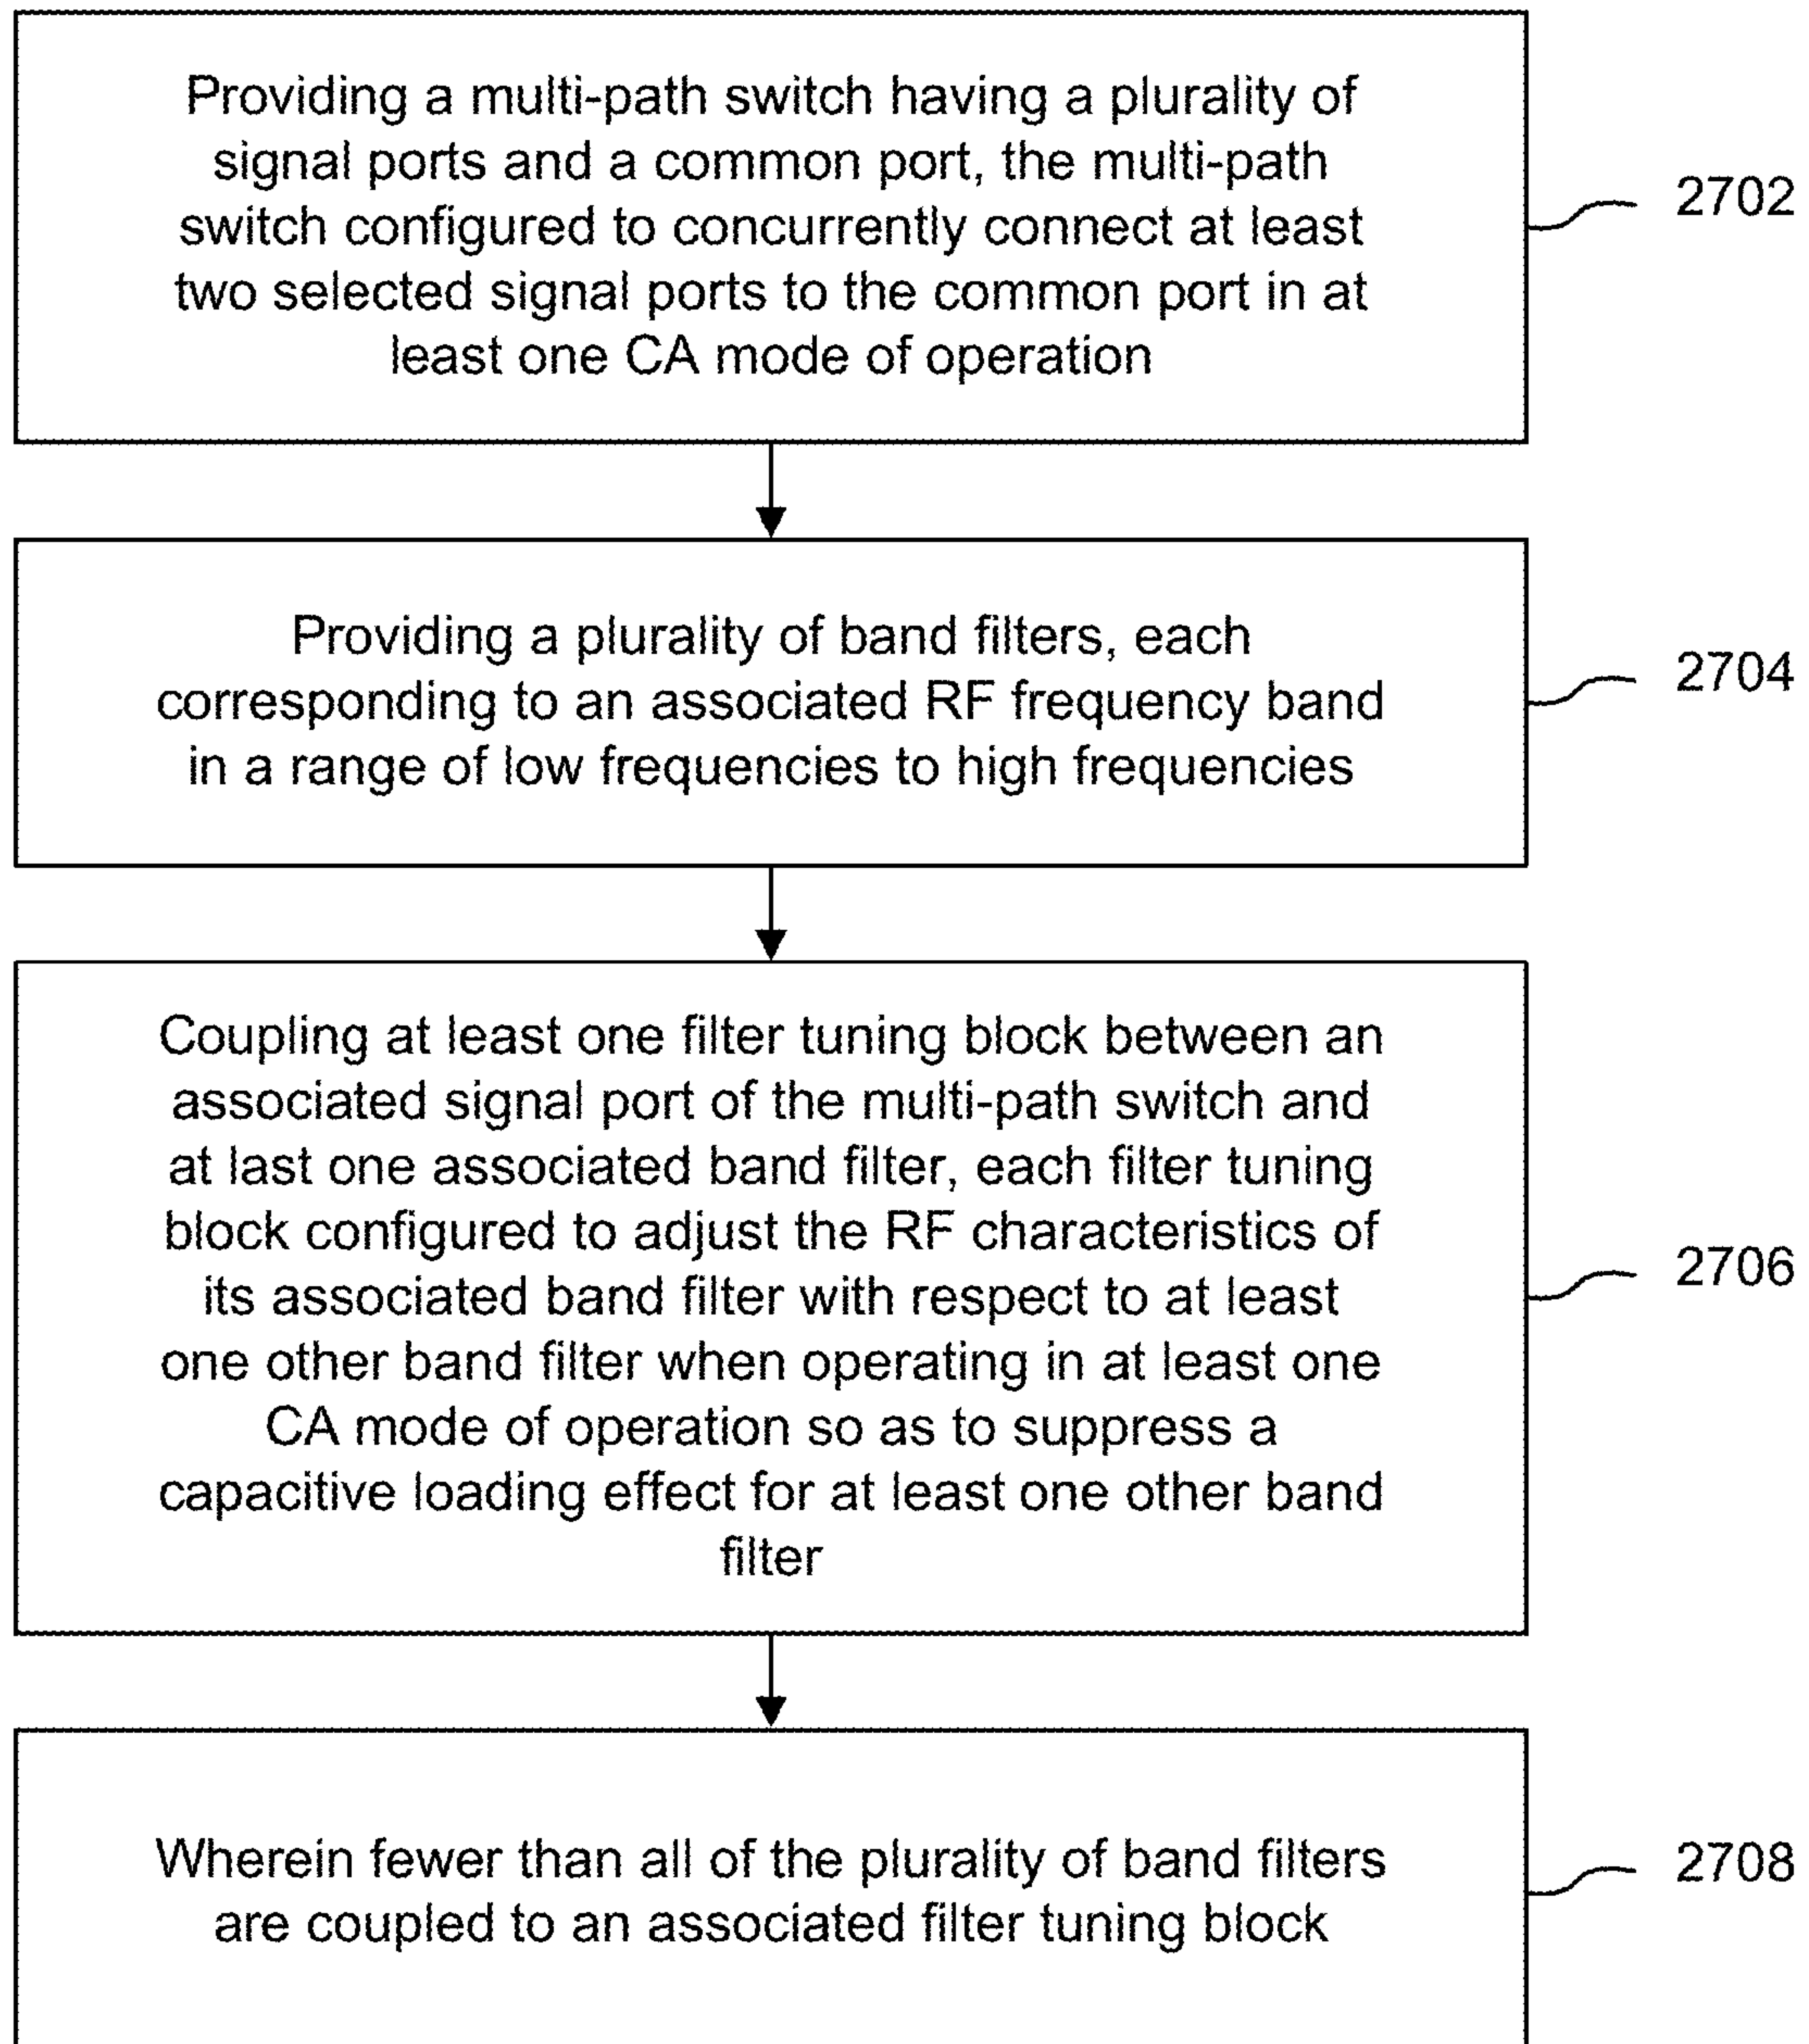 Providing a multi-path switch having a plurality of
signal ports and a common port, the multi-path
switch configured to concurrently connect at least
two selected signal ports to the common port in at
least one CA mode of operation
2702
Providing a plurality of band filters, each
corresponding to an associated RF frequency band
in a range of low frequencies to high frequencies
2704
Coupling at least one filter tuning block between an
associated signal port of the multi-path switch and
at last one associated band filter, each filter tuning
block configured to adjust the RF characteristics of
its associated band filter with respect to at least
one other band filter when operating in at least one
CA mode of operation so as to suppress a
capacitive loading effect for at least one other band
filter
2706
Wherein fewer than all of the plurality of band filters
are coupled to an associated filter tuning block
2708